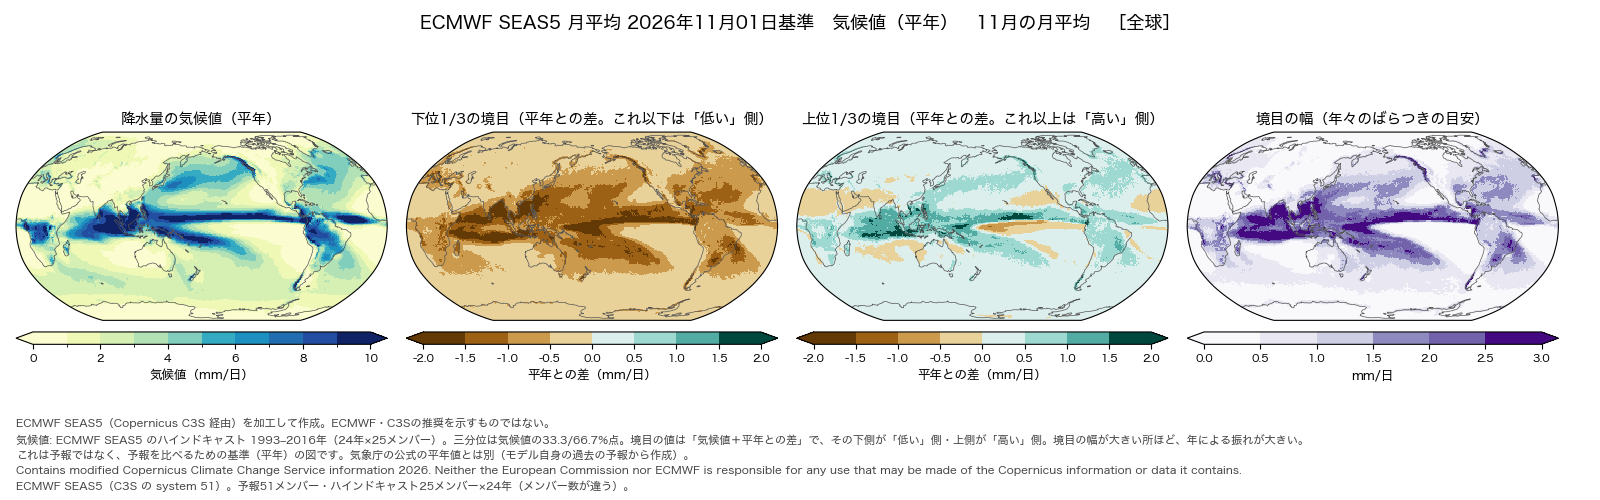 ECMWF SEAS5 月平均 2026年11月01日基準　気候値（平年）　11月の月平均　［全球］
降水量の気候値（平年）
下位1/3の境目（平年との差。これ以下は「低い」側）
上位1/3の境目（平年との差。これ以上は「高い」側）
境目の幅（年々のばらつきの目安）
0 2 4 6 8 10
-2.0 -1.5 -1.0 -0.5 0.0 0.5 1.0 1.5 2.0
-2.0 -1.5 -1.0 -0.5 0.0 0.5 1.0 1.5 2.0
0.0 0.5 1.0 1.5 2.0 2.5 3.0
気候値（mm/日）
平年との差（mm/日）
平年との差（mm/日）
mm/日
ECMWF SEAS5（Copernicus C3S 経由）を加工して作成。ECMWF・C3Sの推奨を示すものではない。
気候値: ECMWF SEAS5 のハインドキャスト 1993–2016年（24年×25メンバー）。三分位は気候値の33.3/66.7%点。境目の値は「気候値＋平年との差」で、その下側が「低い」側・上側が「高い」側。境目の幅が大きい所ほど、年による振れが大きい。
これは予報ではなく、予報を比べるための基準（平年）の図です。気象庁の公式の平年値とは別（モデル自身の過去の予報から作成）。
Contains modified Copernicus Climate Change Service information 2026. Neither the European Commission nor ECMWF is responsible for any use that may be made of the Copernicus information or data it contains.
ECMWF SEAS5（C3S の system 51）。予報51メンバー・ハインドキャスト25メンバー×24年（メンバー数が違う）。